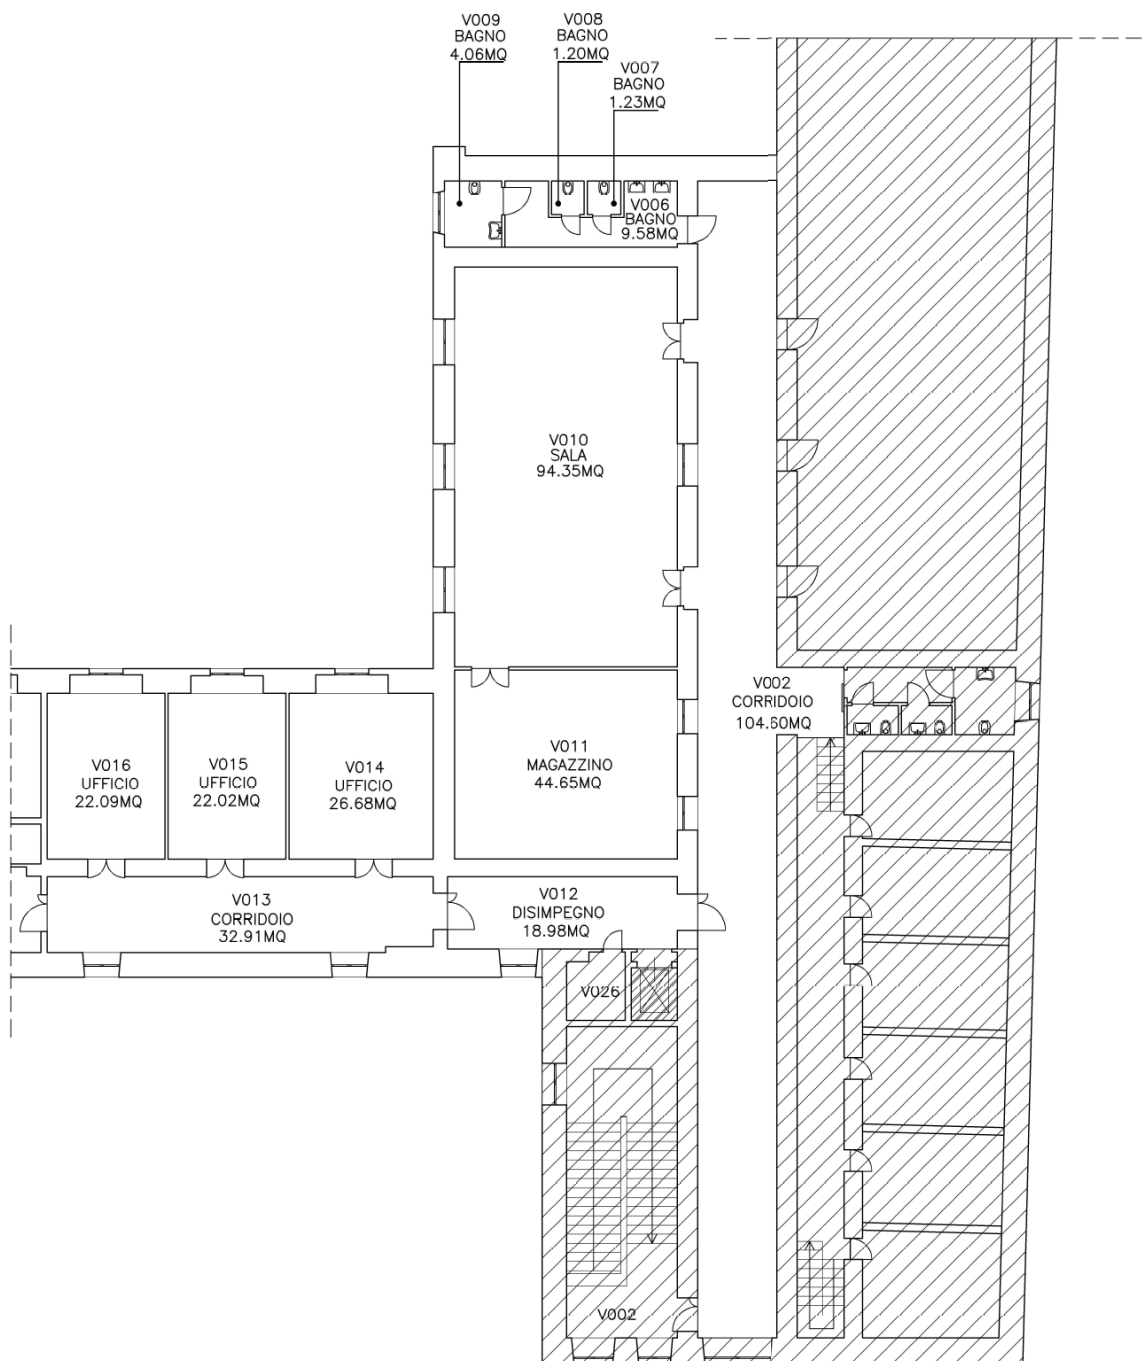 V009
BAGNO
4.06MQ
V008
BAGNO
1.20MQ
V007
BAGNO
1.23MQ
V006
BAGNO
9.58MQ
V010
SALA
94.35MQ
V002
CORRIDOIO
104.60MQ
V011
MAGAZZINO
44.65MQ
V016
UFFICIO
22.09MQ
V015
UFFICIO
22.02MQ
V014
UFFICIO
26.68MQ
V013
CORRIDOIO
32.91MQ
V012
DISIMPEGNO
18.98MQ
V026
V002